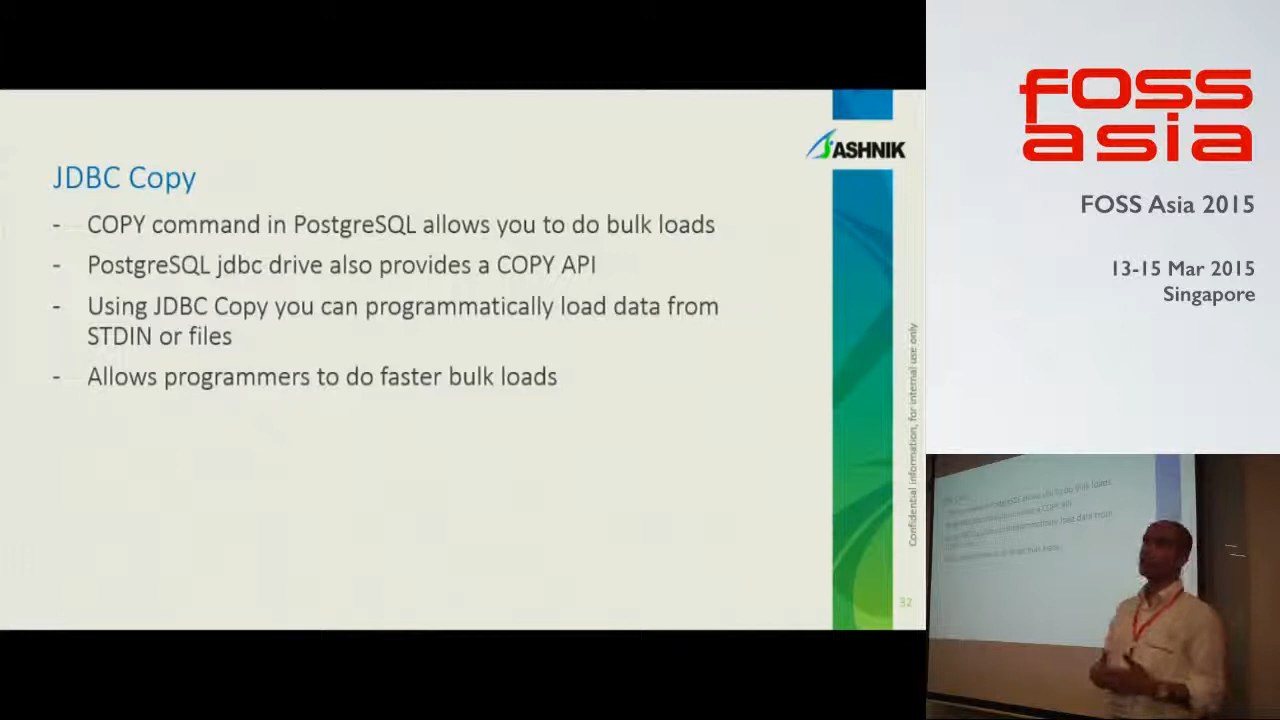 JDBC Copy
- COPY command in PostgreSQL allows you to do bulk loads
- PostgreSQL jdbc drive also provides a COPY API
- Using JDBC Copy you can programmatically load data from
STDIN or files
- Allows programmers to do faster bulk loads
ASHNIK
Confidential information, for internal use only
32
FOSS
asia
FOSS Asia 2015
13-15 Mar 2015
Singapore